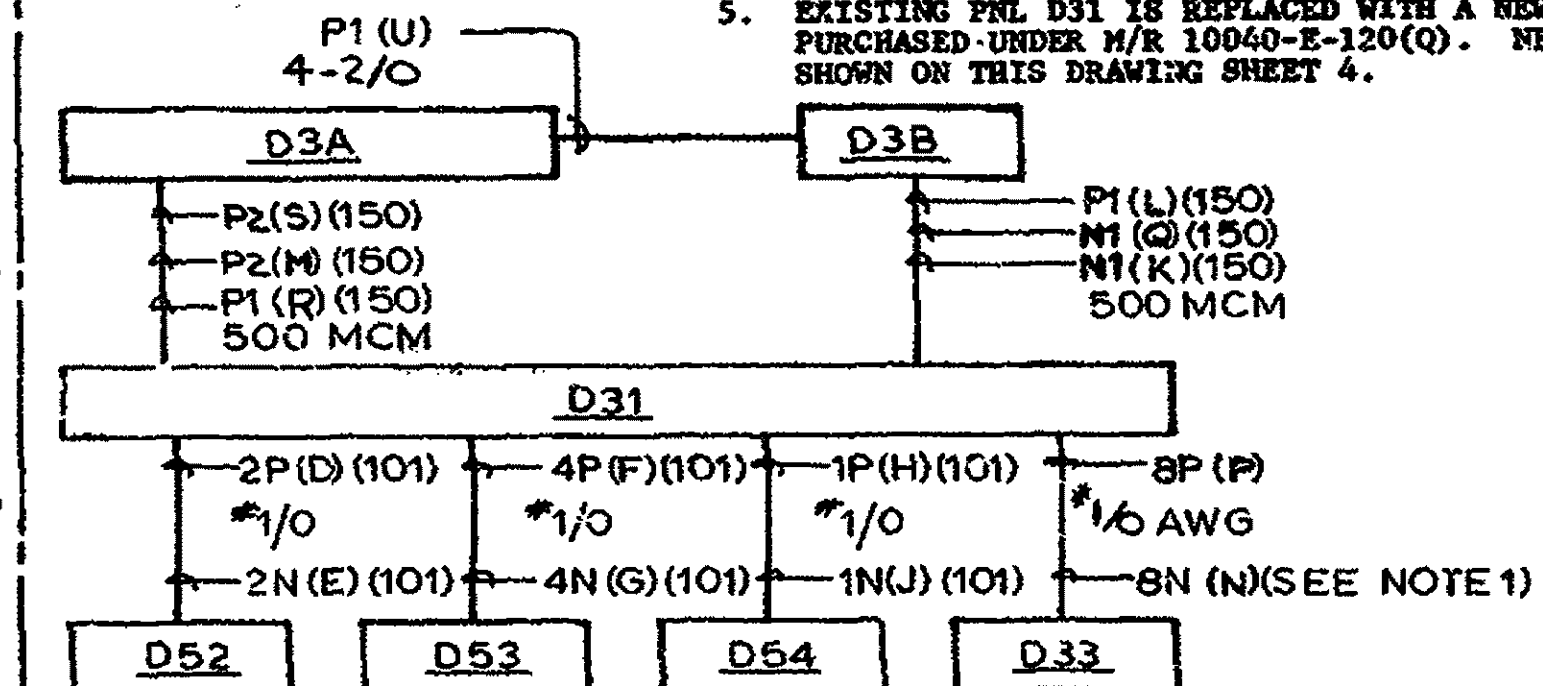 5. EXISTING PNL D31 IS REPLACED WITH A NEW
PURCHASED UNDER M/R 10040-E-120(Q). NE
SHOWN ON THIS DRAWING SHEET 4.
P1 (U)
4-2/0
D3A
D3B
P2(S)(150)
P2(M)(150)
P1(R)(150)
500 MCM
P1(L)(150)
N1(Q)(150)
N1(K)(150)
500 MCM
D31
2P(D)(101) 4P(F)(101) 1P(H)(101) 8P(P)
#1/0 #1/0 #1/0 #1/0 AWG
2N(E)(101) 4N(G)(101) 1N(J)(101) 8N (N)(SEE NOTE 1)
D52 D53 D54 D33